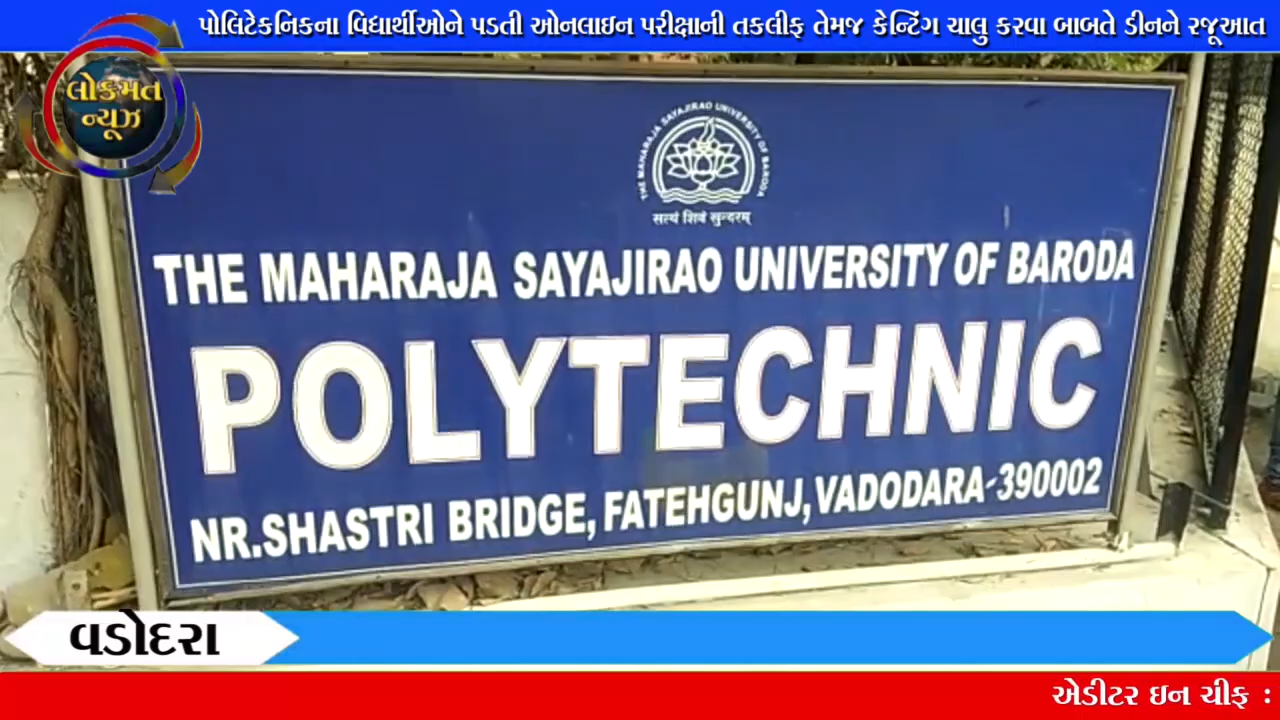 પોલિટેકનિકના વિદ્યાર્થીઓને પડતી ઓનલાઇન પરીક્ષાની તકલીફ તેમજ કેન્ટિંગ ચાલુ કરવા બાબતે ડીનને રજૂઆત
લોકમત
ન્યૂઝ
THE MAHARAJA SAYAJIRAO UNIVERSITY OF BARODA
सत्यं शिवं सुन्दरम्
THE MAHARAJA SAYAJIRAO UNIVERSITY OF BARODA
POLYTECHNIC
NR.SHASTRI BRIDGE, FATEHGUNJ, VADODARA-390002
વડોદરા
એડીટર ઇન ચીફ :